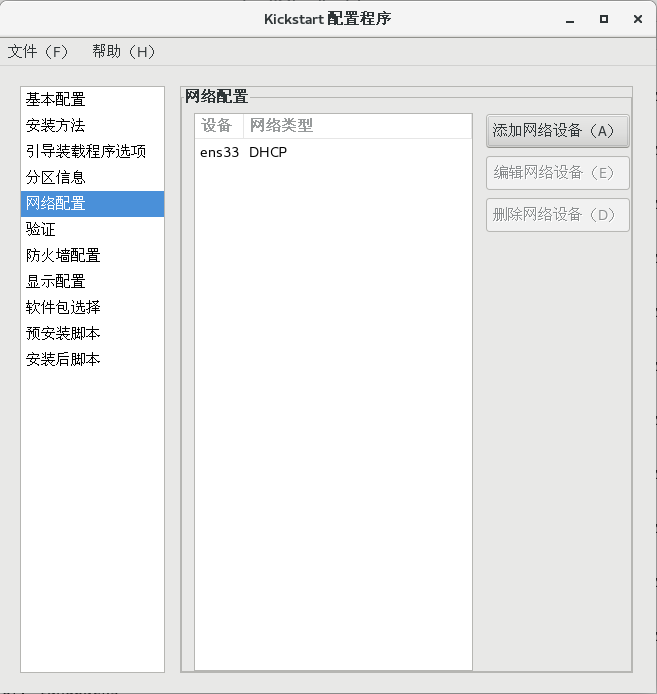 Kickstart 配置程序
文件（F） 帮助（H）
基本配置
安装方法
引导装载程序选项
分区信息
网络配置
验证
防火墙配置
显示配置
软件包选择
预安装脚本
安装后脚本
网络配置
设备 网络类型
ens33 DHCP
添加网络设备（A）
编辑网络设备（E）
删除网络设备（D）